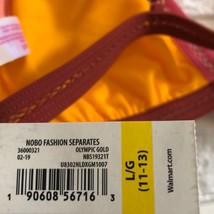 NOBO FASHION SEPARATES
36000321 OLYMPIC GOLD
02-19 NBS19321T
U8302NLDXGM1007
1 90608 56716 3
L/G
(11-13)
Walmart.com